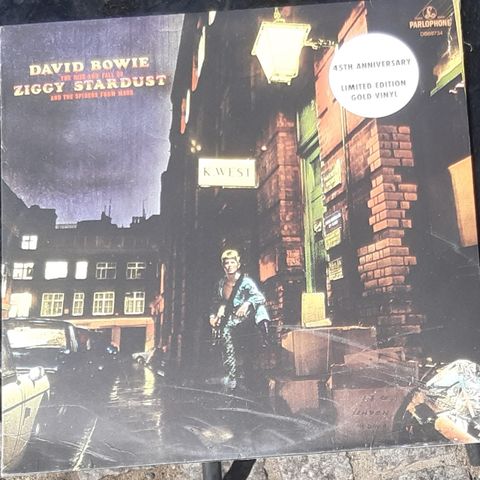 DAVID BOWIE
THE RISE AND FALL OF
ZIGGY STARDUST
AND THE SPIDERS FROM MARS
PARLOPHONE
45TH ANNIVERSARY
LIMITED EDITION
GOLD VINYL
K.WEST